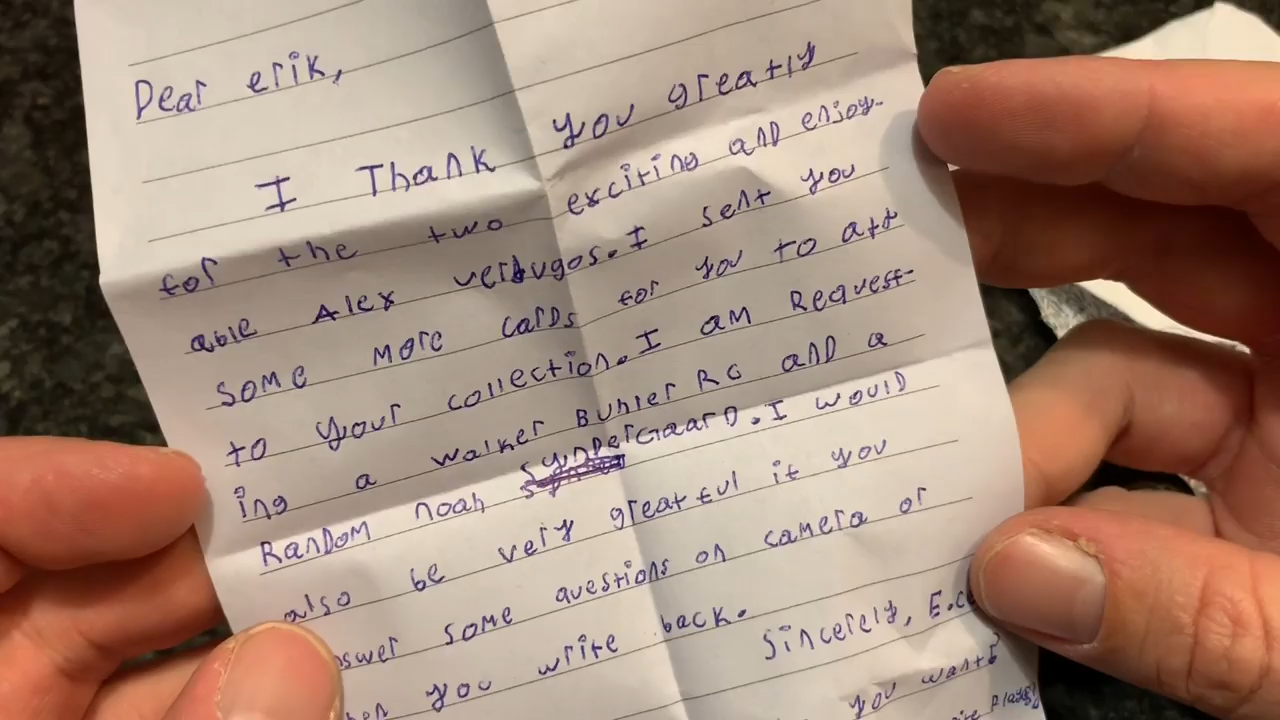 Dear erik,
I Thank you greatly
for the two exciting and enjoy-
able Alex verdugos. I sent you
some more cards for you to add
to your collection. I am Request-
ing a walker Buhler RC and a
Random noah SyndergaarD. I would
also be very greatful if you
some questions on camera or
you write back.
Sincerely, E.
you want?